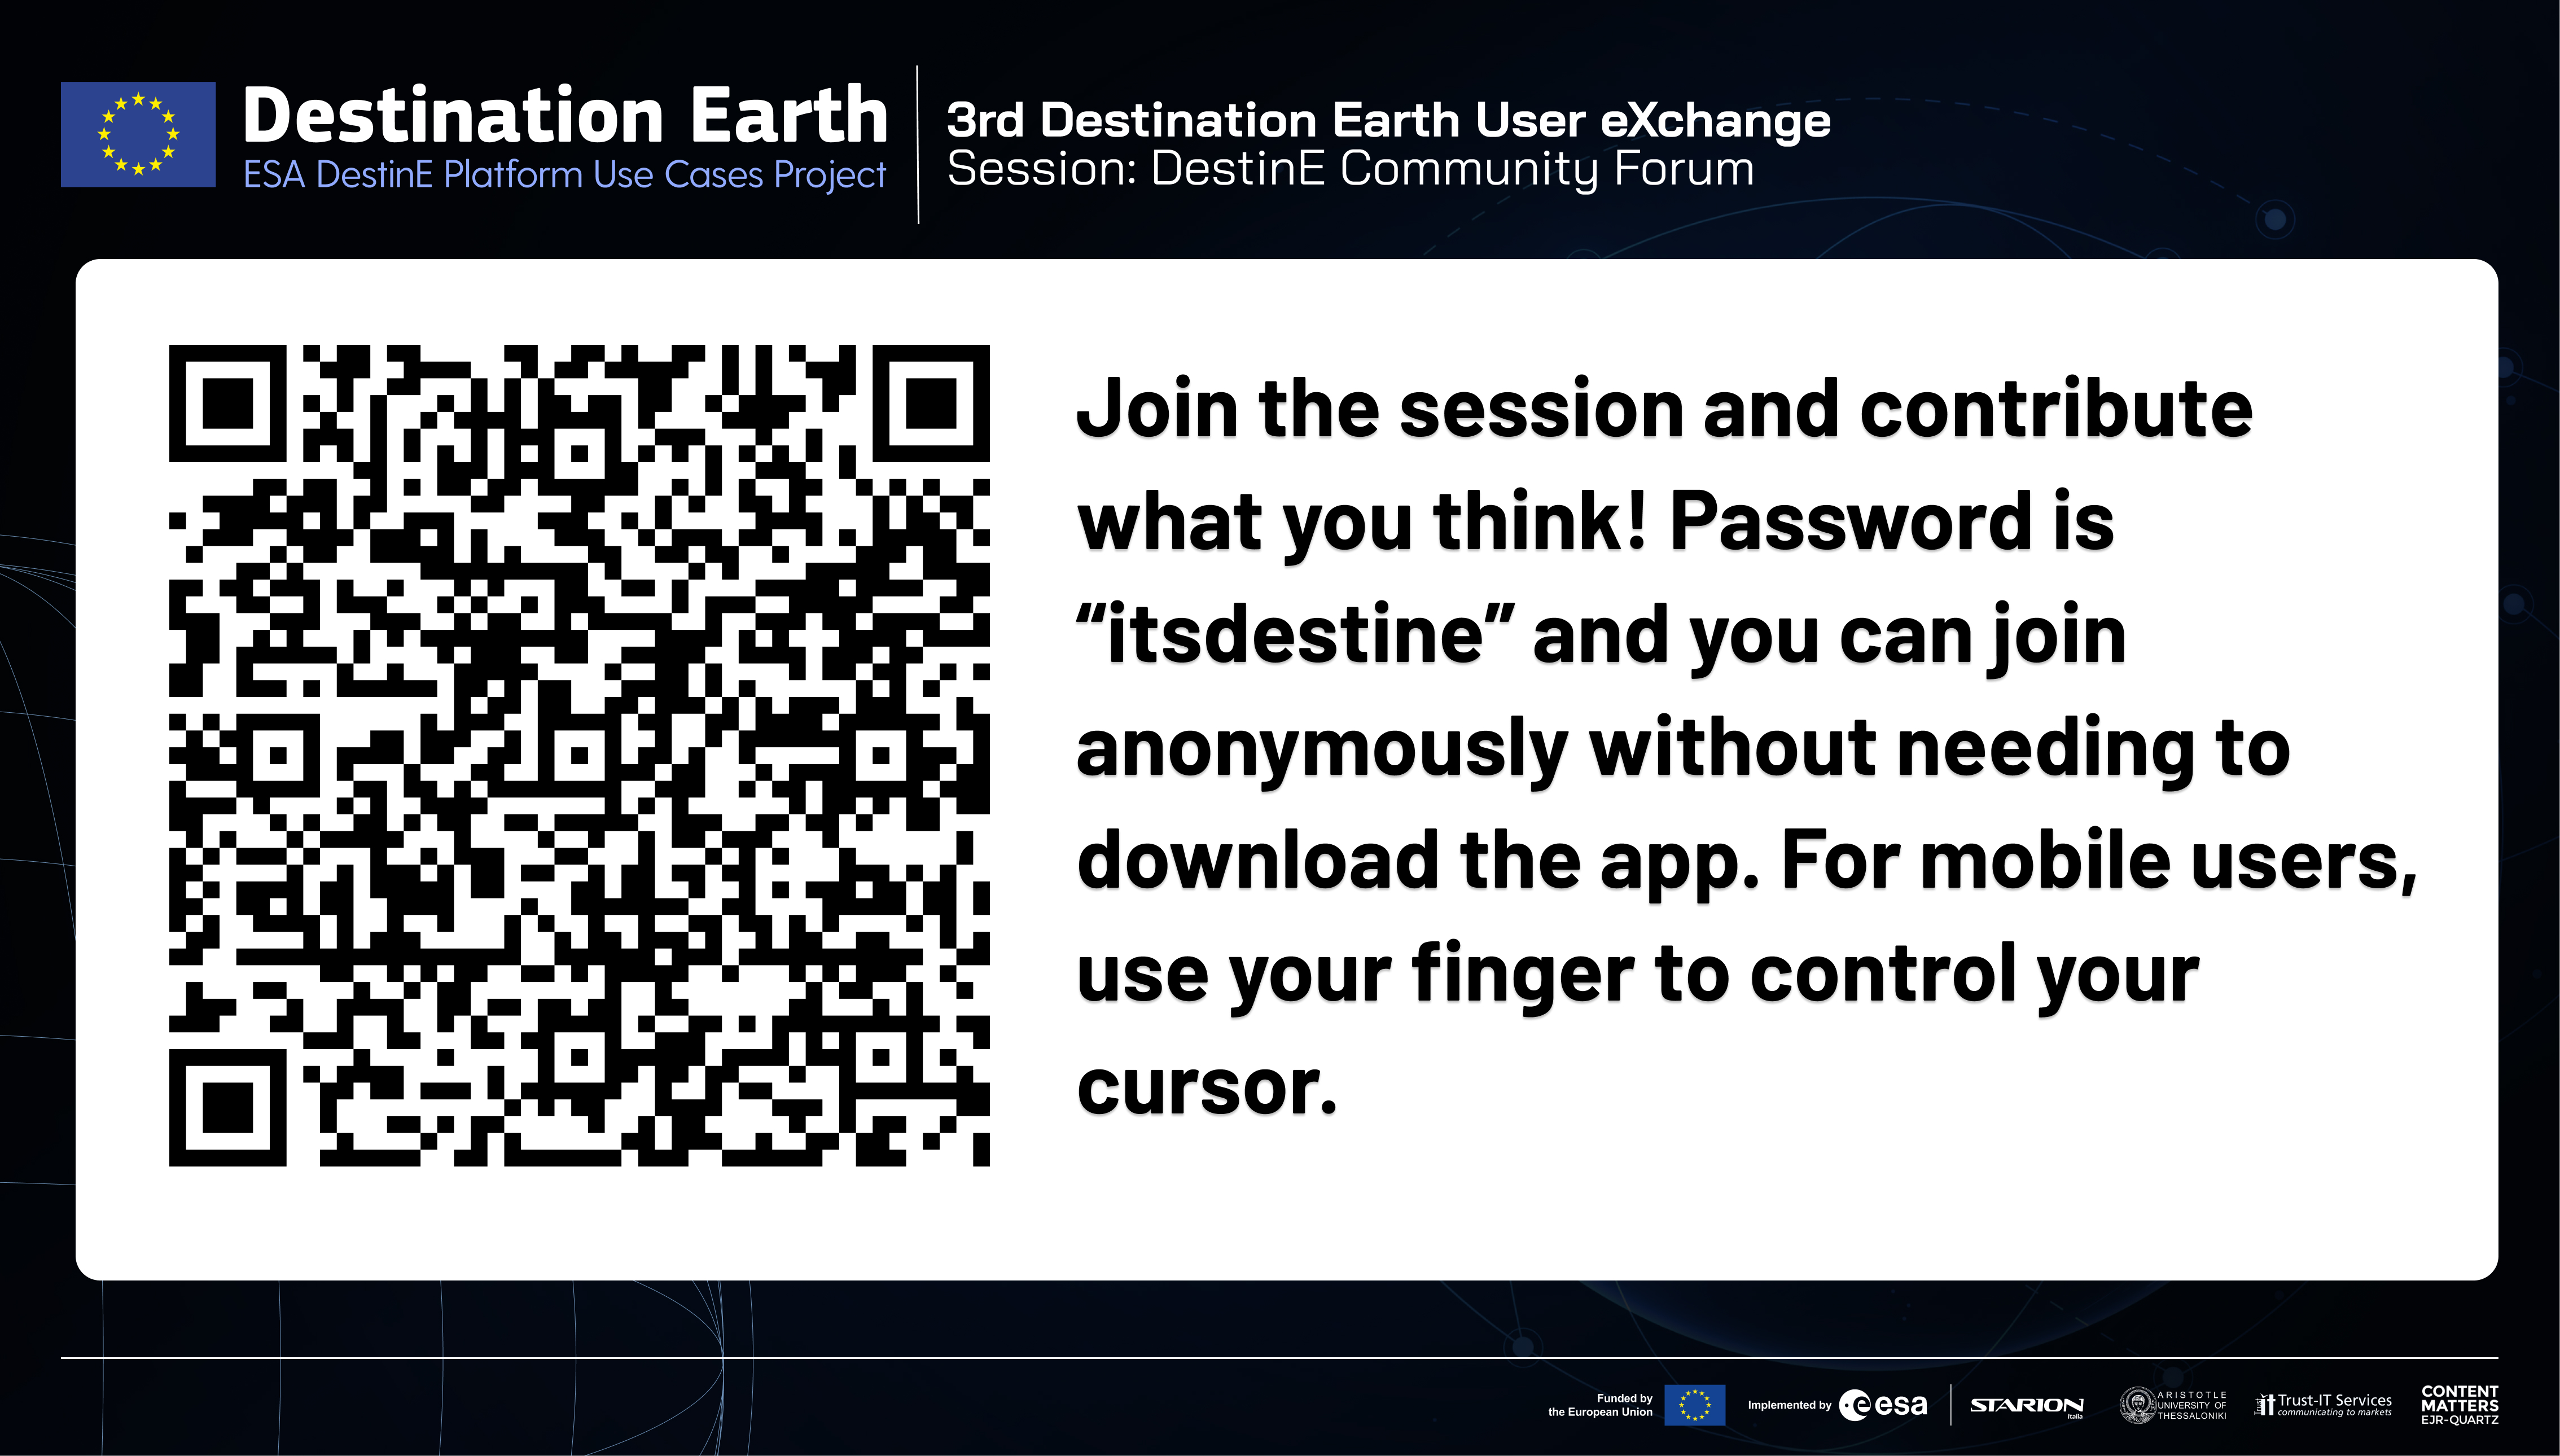 Destination Earth
ESA DestinE Platform Use Cases Project
3rd Destination Earth User eXchange
Session: DestinE Community Forum
Join the session and contribute
what you think! Password is
“itsdestine” and you can join
anonymously without needing to
download the app. For mobile users,
use your finger to control your
cursor.
Funded by
the European Union
Implemented by
esa
STARION
Italia
ARISTOTLE
UNIVERSITY OF
THESSALONIKI
Trust-IT Services
communicating to markets
CONTENT
MATTERS
EJR-QUARTZ